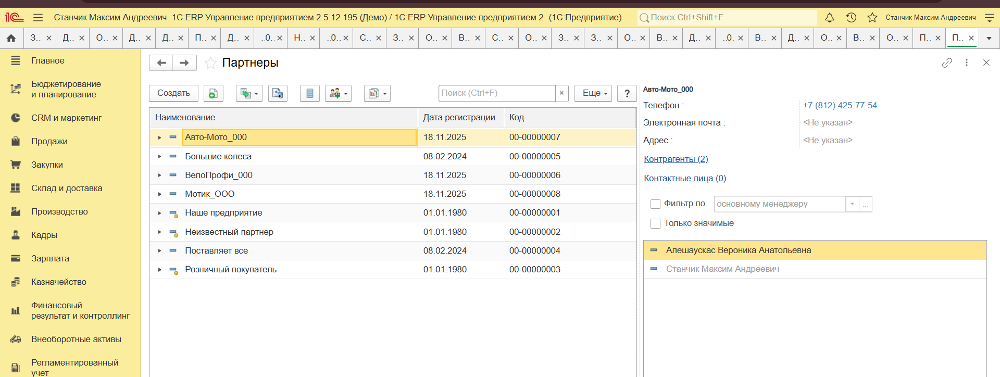 1С Станчик Максим Андреевич. 1С:ERP Управление предприятием 2.5.12.195 (Демо) / 1С:ERP Управление предприятием 2 (1С:Предприятие) Поиск Ctrl+Shift+F Станчик Максим Андреевич
З.. × Д.. × О.. × Д.. × Д.. × П.. × Д.. × ..0.. × Н.. × ..0.. × С.. × З.. × О.. × В.. × С.. × О.. × З.. × З.. × О.. × В.. × Д.. × ..0.. × В.. × Д.. × О.. × В.. × О.. × П.. × П.. ×
Главное
Бюджетирование
и планирование
CRM и маркетинг
Продажи
Закупки
Склад и доставка
Производство
Кадры
Зарплата
Казначейство
Финансовый
результат и контроллинг
Внеоборотные активы
Регламентированный
учет
Партнеры
Создать Поиск (Ctrl+F) × Еще ?
Наименование Дата регистрации Код
Авто-Мото_000 18.11.2025 00-00000007
Большие колеса 08.02.2024 00-00000005
ВелоПрофи_000 18.11.2025 00-00000006
Мотик_ООО 18.11.2025 00-00000008
Наше предприятие 01.01.1980 00-00000001
Неизвестный партнер 01.01.1980 00-00000002
Поставляет все 08.02.2024 00-00000004
Розничный покупатель 01.01.1980 00-00000003
Авто-Мото_000
Телефон : +7 (812) 425-77-54
Электронная почта : <Не указан>
Адрес : <Не указан>
Контрагенты (2)
Контактные лица (0)
Фильтр по основному менеджеру ...
Только значимые
Алешаускас Вероника Анатольевна
Станчик Максим Андреевич